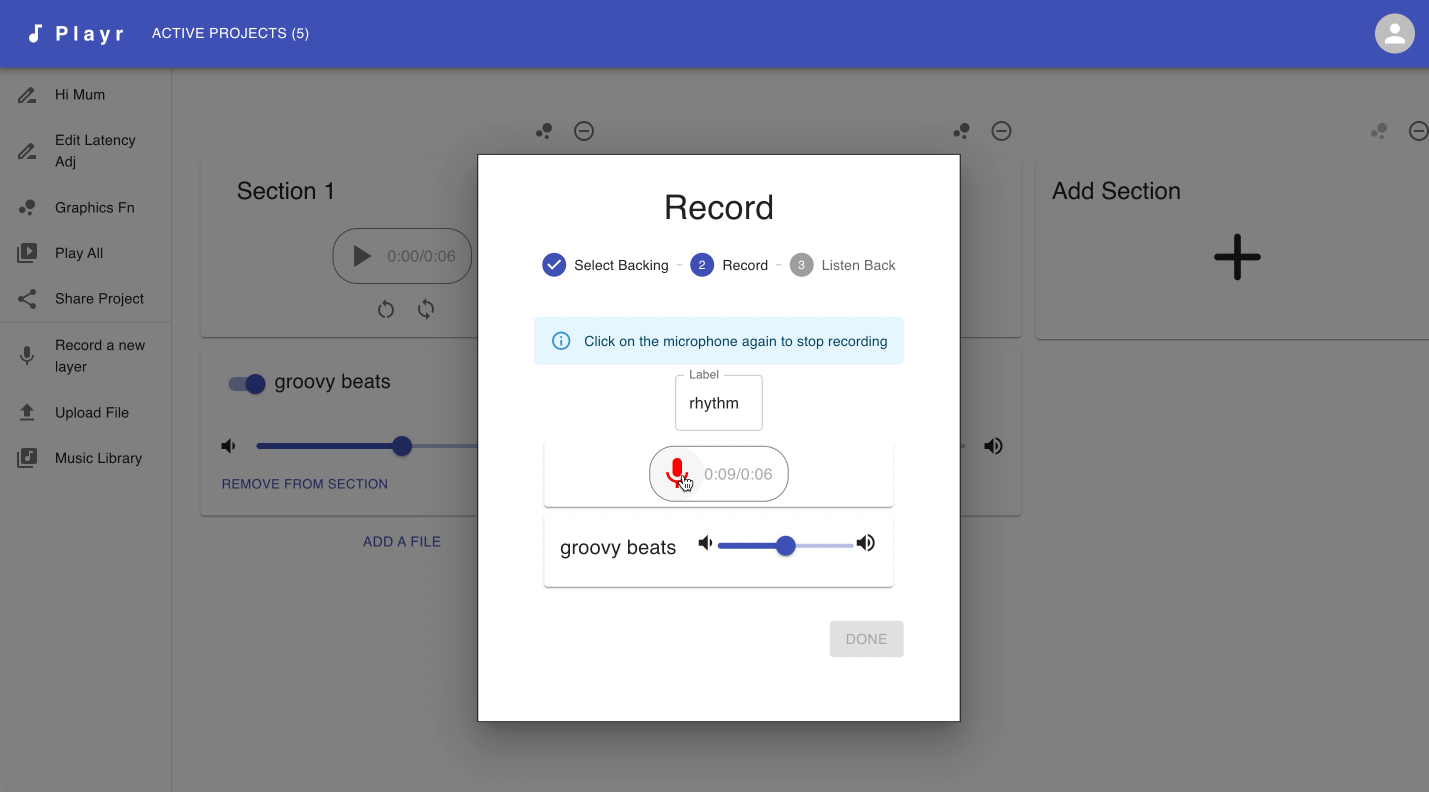 Playr
ACTIVE PROJECTS (5)
Hi Mum
Edit Latency
Adj
Graphics Fn
Play All
Share Project
Record a new
layer
Upload File
Music Library
Section 1
0:00/0:06
groovy beats
REMOVE FROM SECTION
ADD A FILE
Record
Select Backing
2 Record
3 Listen Back
Click on the microphone again to stop recording
Label
rhythm
0:09/0:06
groovy beats
DONE
Add Section